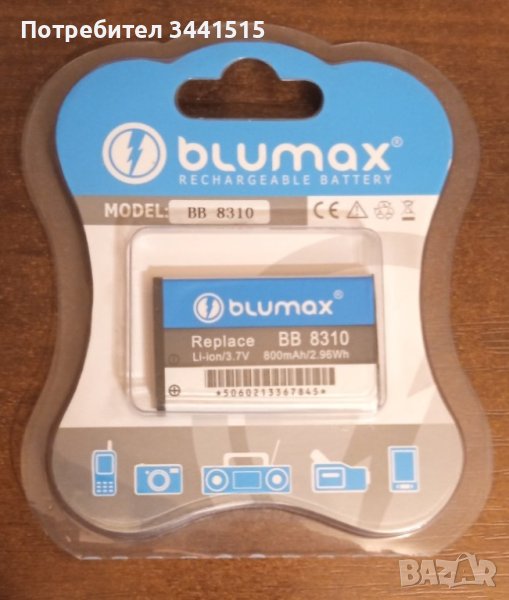 Потребител 3441515
BLUMAX®
RECHARGEABLE BATTERY
MODEL: BB 8310
BLUMAX®
Replace BB 8310
Li-ion/3.7V 800mAh/2.96Wh
*5060213367845*
BAZAR